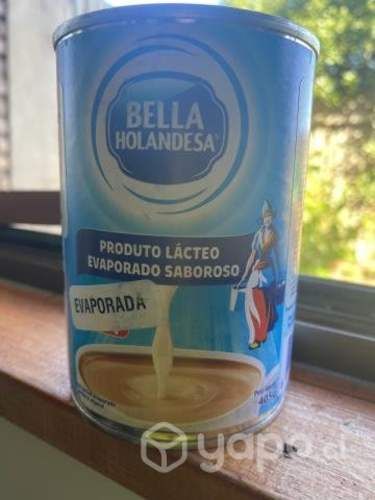 BELLA
HOLANDESA
PRODUTO LÁCTEO
EVAPORADO SABOROSO
EVAPORADA
yapo.cl